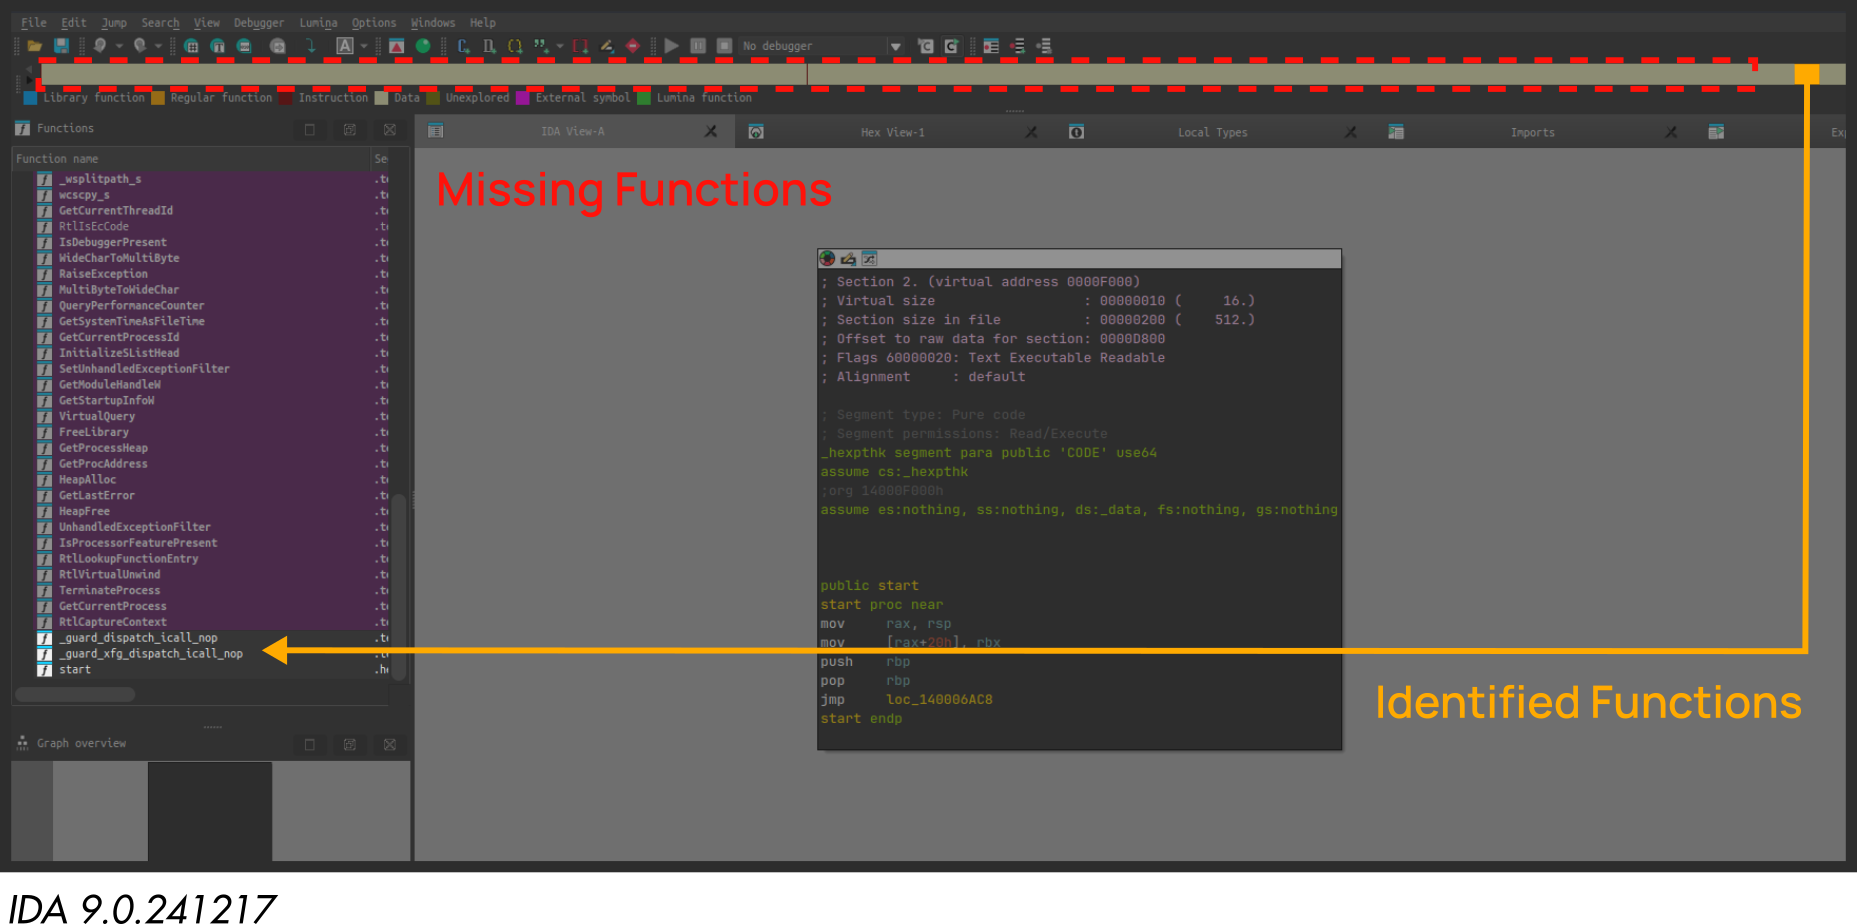 File Edit Jump Search View Debugger Lumina Options Windows Help
No debugger
Library function Regular function Instruction Data Unexplored External symbol Lumina function
Functions
IDA View-A Hex View-1 Local Types Imports
Function name Se
_wsplitpath_s .t
wcscpy_s .t
GetCurrentThreadId .t
RtlIsEcCode .t
IsDebuggerPresent .t
WideCharToMultiByte .t
RaiseException .t
MultiByteToWideChar .t
QueryPerformanceCounter .t
GetSystemTimeAsFileTime .t
GetCurrentProcessId .t
InitializeSListHead .t
SetUnhandledExceptionFilter .t
GetModuleHandleW .t
GetStartupInfoW .t
VirtualQuery .t
FreeLibrary .t
GetProcessHeap .t
GetProcAddress .t
HeapAlloc .t
GetLastError .t
HeapFree .t
UnhandledExceptionFilter .t
IsProcessorFeaturePresent .t
RtlLookupFunctionEntry .t
RtlVirtualUnwind .t
TerminateProcess .t
GetCurrentProcess .t
RtlCaptureContext .t
_guard_dispatch_icall_nop .t
_guard_xfg_dispatch_icall_nop .t
start .h
Graph overview
Missing Functions
; Section 2. (virtual address 0000F000)
; Virtual size : 00000010 ( 16.)
; Section size in file : 00000200 ( 512.)
; Offset to raw data for section: 0000D800
; Flags 60000020: Text Executable Readable
; Alignment : default
; Segment type: Pure code
; Segment permissions: Read/Execute
_hexpthk segment para public 'CODE' use64
assume cs:_hexpthk
;org 14000F000h
assume es:nothing, ss:nothing, ds:_data, fs:nothing, gs:nothing
public start
start proc near
mov rax, rsp
mov [rax+20h], rbx
push rbp
pop rbp
jmp loc_140006AC8
start endp
Identified Functions
IDA 9.0.241217